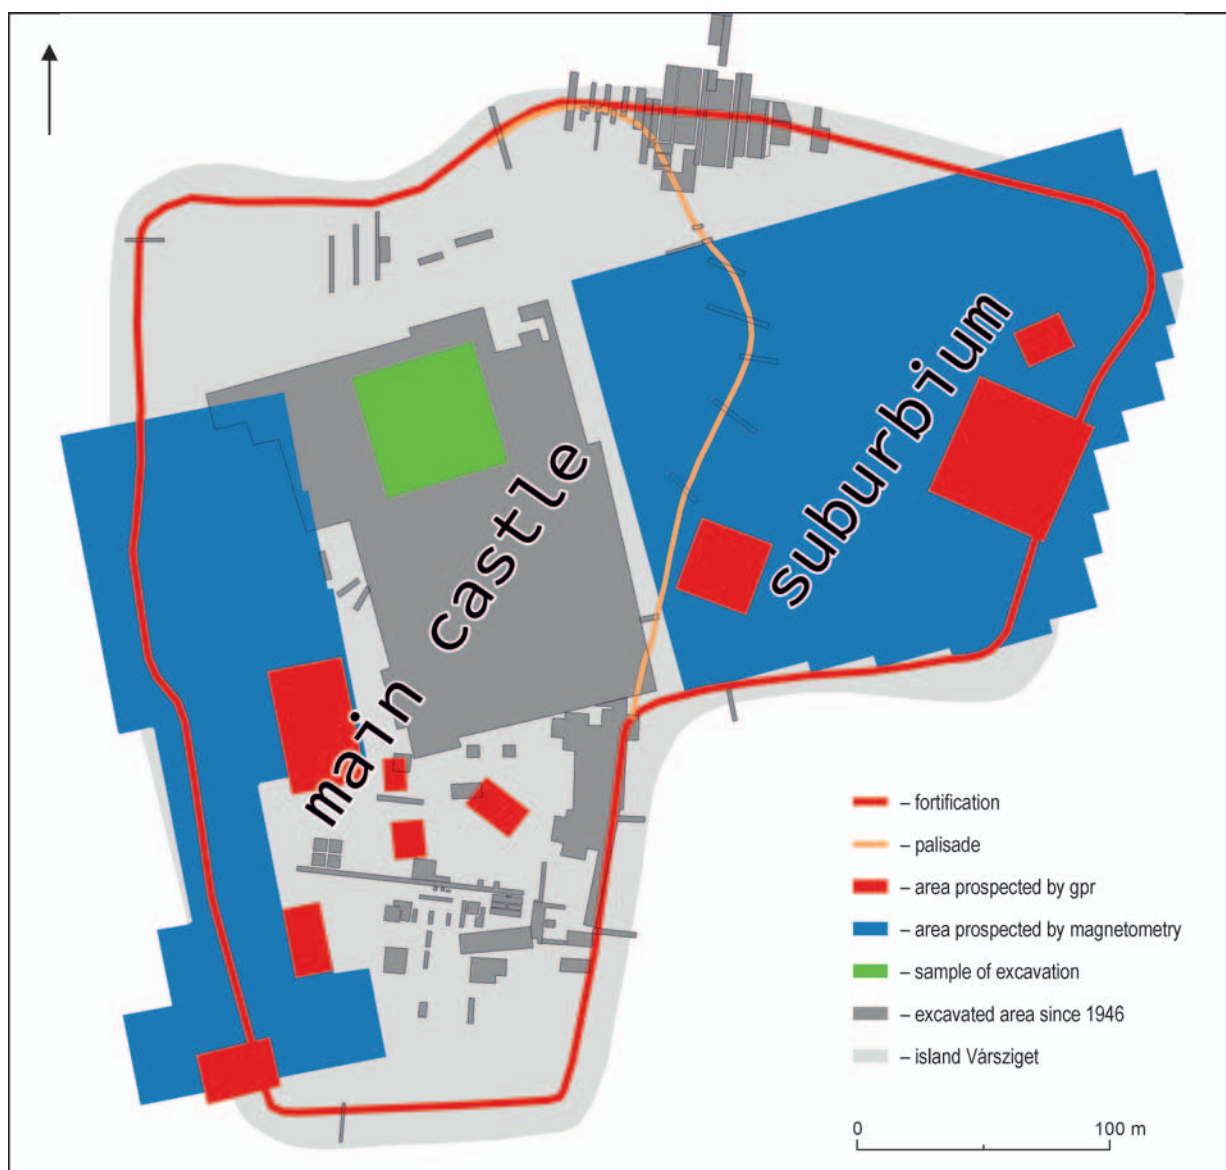 main castle
suburbium
– fortification
– palisade
– area prospected by gpr
– area prospected by magnetometry
– sample of excavation
– excavated area since 1946
– island Vársziget
0 100 m